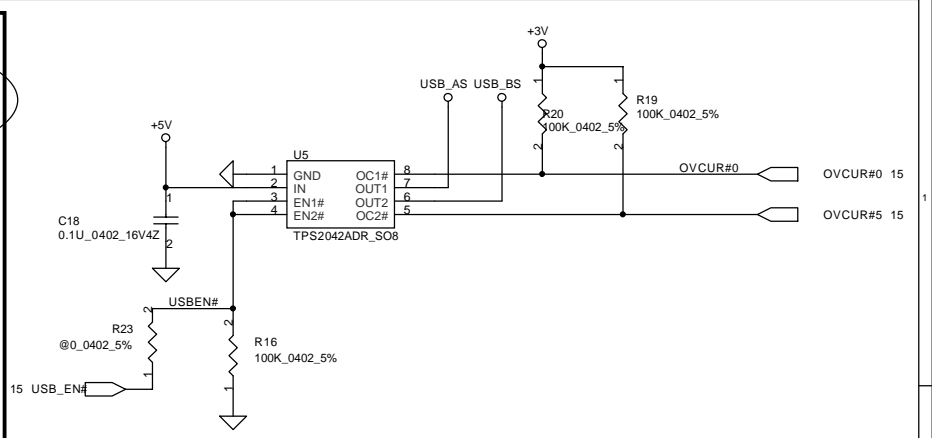 +3V
USB_AS USB_BS
1 1
R20
100K_0402_5%
R19
100K_0402_5%
2 2
+5V
U5
1 GND OC1# 8
2 IN OUT1 7
3 EN1# OUT2 6
4 EN2# OC2# 5
TPS2042ADR_SO8
OVCUR#0
OVCUR#0 15
OVCUR#5 15
1
1
C18
0.1U_0402_16V4Z
2
USBEN#
2 2
R23
@0_0402_5%
R16
100K_0402_5%
1 1
15 USB_EN#